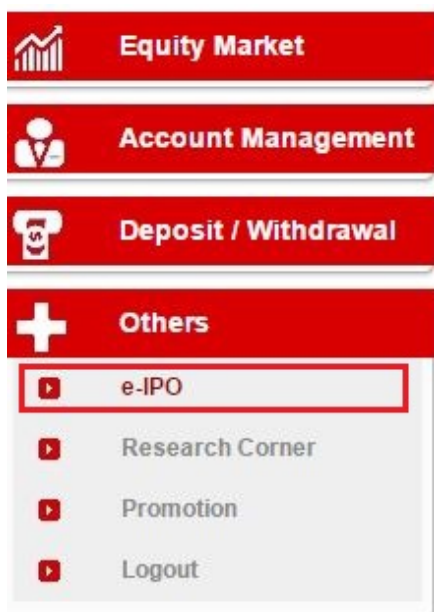 Equity Market
Account Management
Deposit / Withdrawal
Others
e-IPO
Research Corner
Promotion
Logout